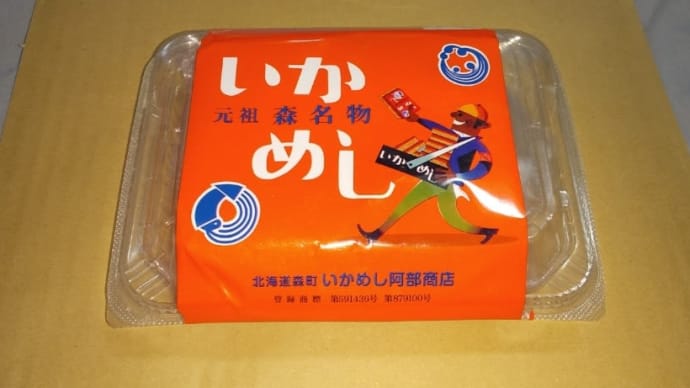 いか
元祖 森名物
めし
いかめし
北海道森町 いかめし阿部商店
登録商標 第591436号 第879100号